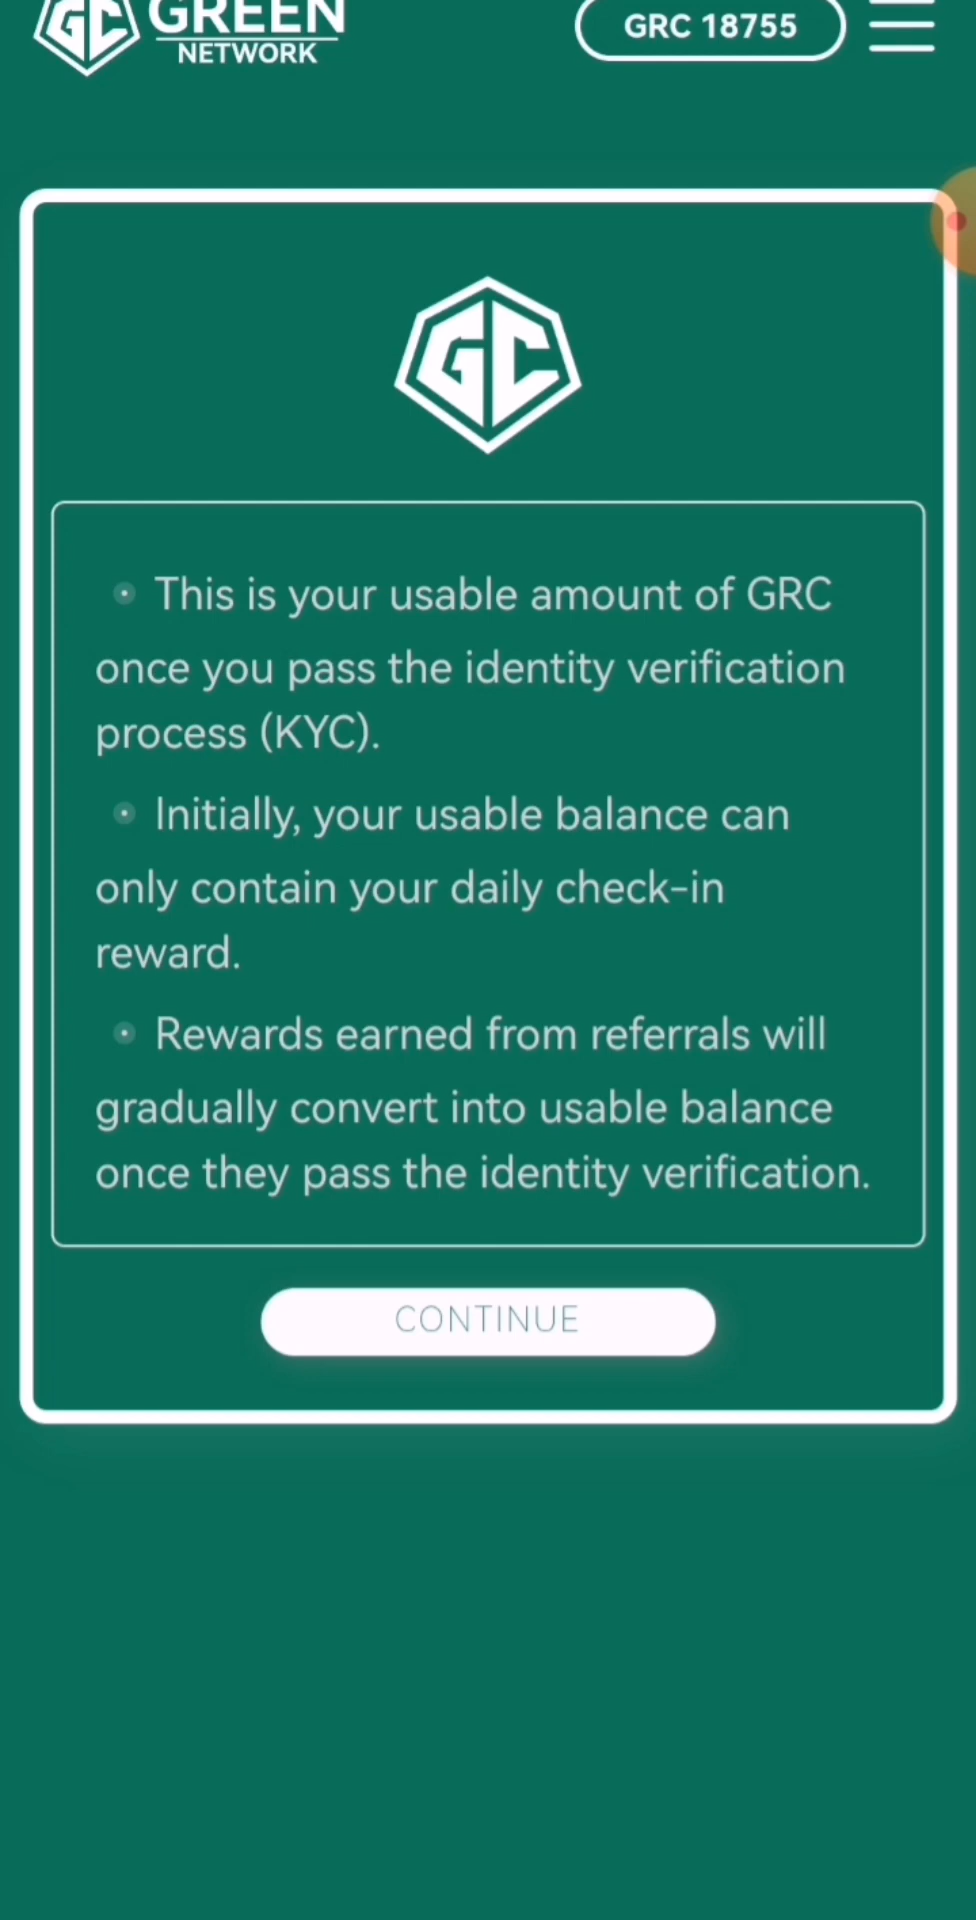 GREEN
NETWORK
GRC 18755
GC
This is your usable amount of GRC
once you pass the identity verification
process (KYC).
Initially, your usable balance can
only contain your daily check-in
reward.
Rewards earned from referrals will
gradually convert into usable balance
once they pass the identity verification.
CONTINUE